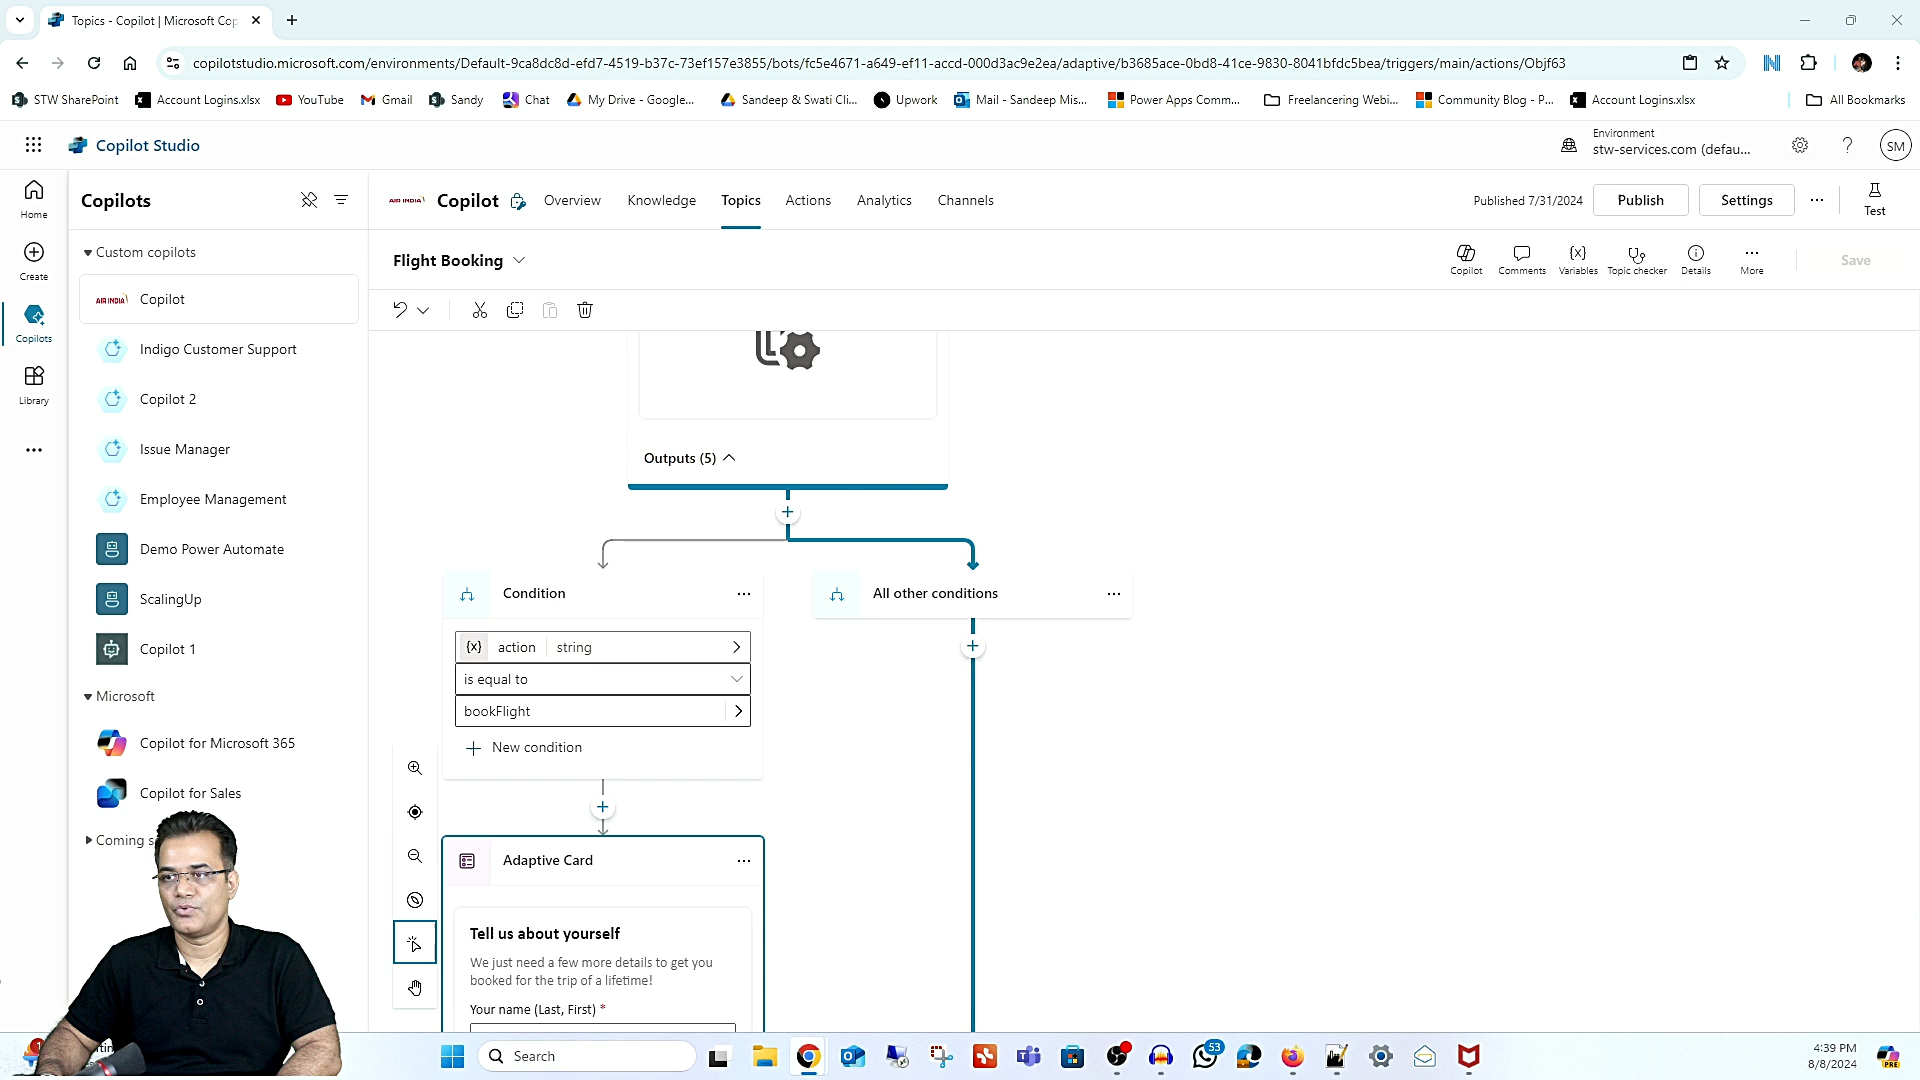 Topics - Copilot | Microsoft Cop
copilotstudio.microsoft.com/environments/Default-9ca8dc8d-efd7-4519-b37c-73ef157e3855/bots/fc5e4671-a649-ef11-accd-000d3ac9e2ea/adaptive/b3685ace-0bd8-41ce-9830-8041bfdc5bea/triggers/main/actions/Objf63
STW SharePoint Account Logins.xlsx YouTube Gmail Sandy Chat My Drive - Google... Sandeep & Swati Cli... Upwork Mail - Sandeep Mis... Power Apps Comm... Freelancering Webi... Community Blog - P... Account Logins.xlsx All Bookmarks
Copilot Studio
Environment
stw-services.com (defau...
SM
Home
Create
Copilots
Library
Copilots
Custom copilots
AIR INDIA Copilot
Indigo Customer Support
Copilot 2
Issue Manager
Employee Management
Demo Power Automate
ScalingUp
Copilot 1
Microsoft
Copilot for Microsoft 365
Copilot for Sales
Coming s
AIR INDIA Copilot Overview Knowledge Topics Actions Analytics Channels
Published 7/31/2024 Publish Settings ... Test
Flight Booking
Copilot Comments {x} Variables Topic checker Details More Save
Outputs (5)
Condition
{x} action string
is equal to
bookFlight
New condition
All other conditions
Adaptive Card
Tell us about yourself
We just need a few more details to get you
booked for the trip of a lifetime!
Your name (Last, First) *
1
Search
53
4:39 PM
8/8/2024
PRE